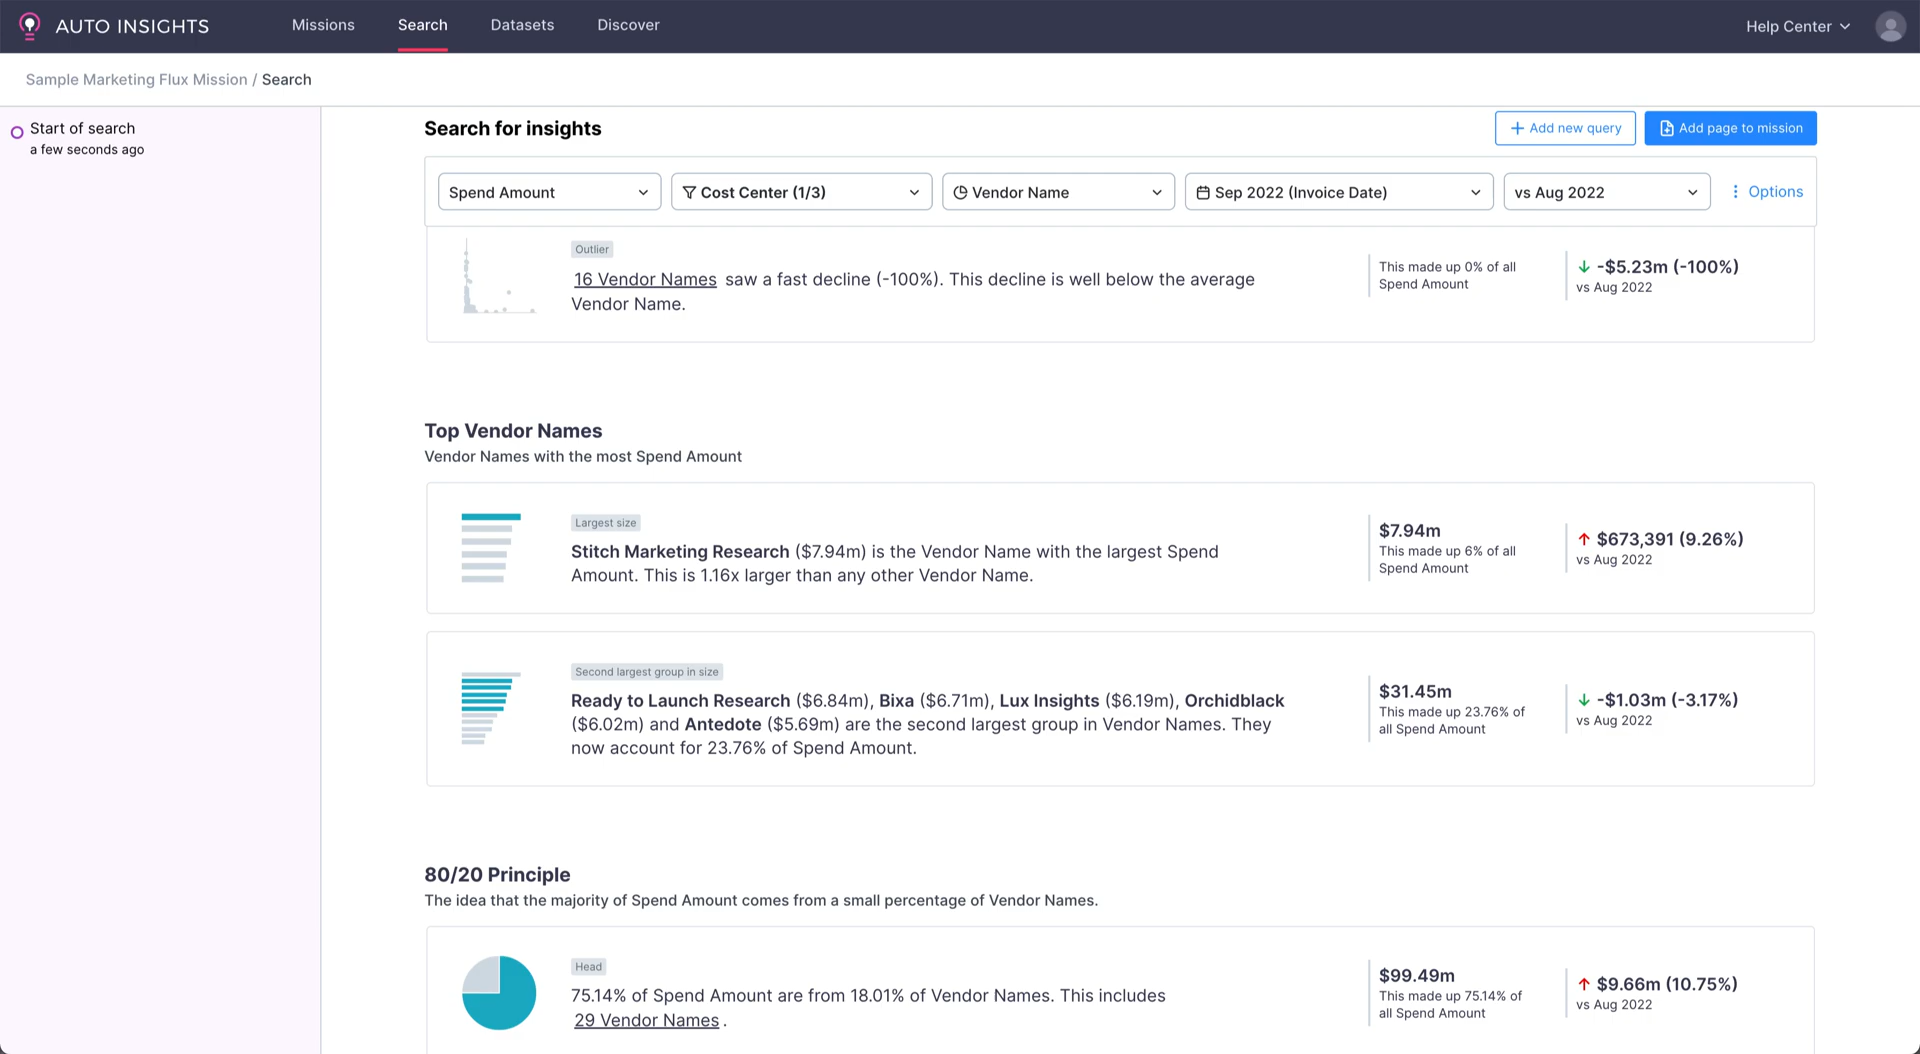 AUTO INSIGHTS
Missions
Search
Datasets
Discover
Help Center
Sample Marketing Flux Mission / Search
Start of search
a few seconds ago
Search for insights
Add new query
Add page to mission
Spend Amount
Cost Center (1/3)
Vendor Name
Sep 2022 (Invoice Date)
vs Aug 2022
Options
Outlier
16 Vendor Names saw a fast decline (-100%). This decline is well below the average
Vendor Name.
This made up 0% of all
Spend Amount
-$5.23m (-100%)
vs Aug 2022
Top Vendor Names
Vendor Names with the most Spend Amount
Largest size
Stitch Marketing Research ($7.94m) is the Vendor Name with the largest Spend
Amount. This is 1.16x larger than any other Vendor Name.
$7.94m
This made up 6% of all
Spend Amount
$673,391 (9.26%)
vs Aug 2022
Second largest group in size
Ready to Launch Research ($6.84m), Bixa ($6.71m), Lux Insights ($6.19m), Orchidblack
($6.02m) and Antedote ($5.69m) are the second largest group in Vendor Names. They
now account for 23.76% of Spend Amount.
$31.45m
This made up 23.76% of
all Spend Amount
-$1.03m (-3.17%)
vs Aug 2022
80/20 Principle
The idea that the majority of Spend Amount comes from a small percentage of Vendor Names.
Head
75.14% of Spend Amount are from 18.01% of Vendor Names. This includes
29 Vendor Names .
$99.49m
This made up 75.14% of
all Spend Amount
$9.66m (10.75%)
vs Aug 2022